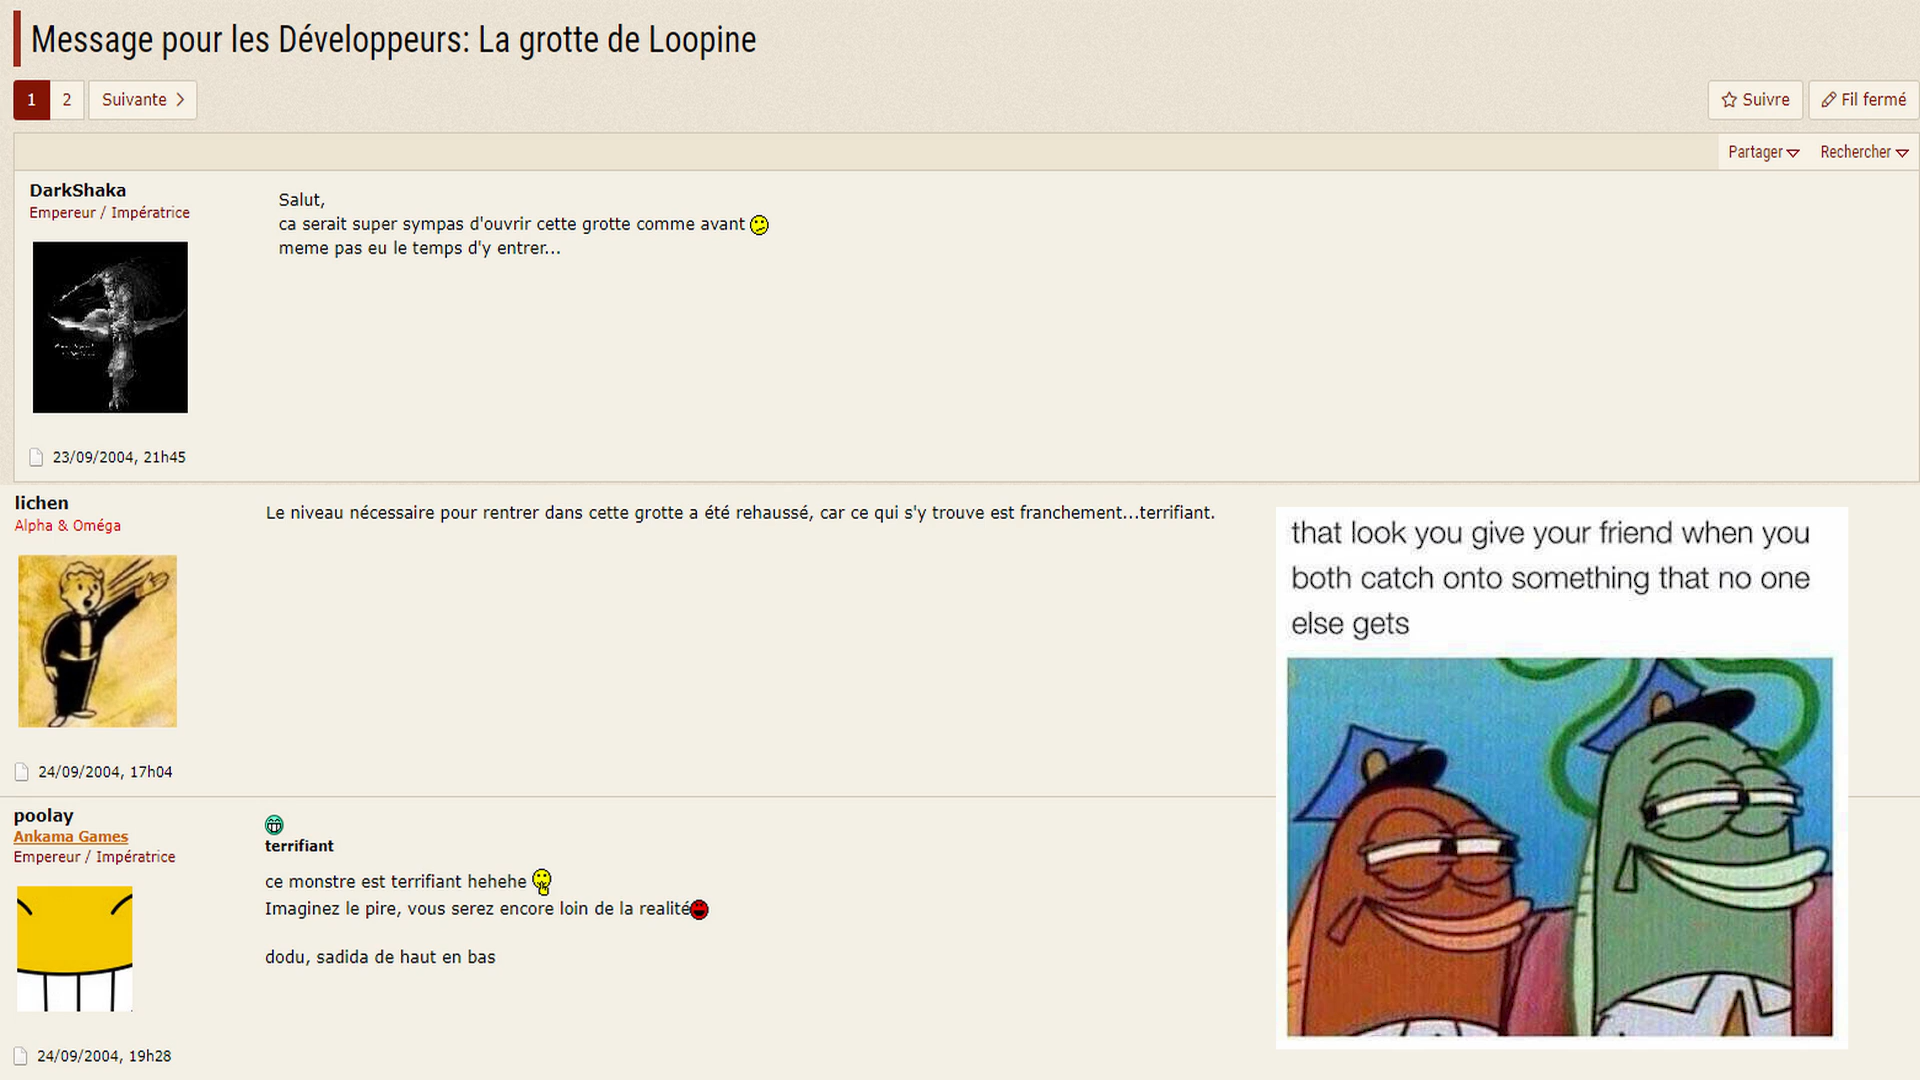 Message pour les Développeurs: La grotte de Loopine
1 2 Suivante
Suivre Fil fermé
Partager Rechercher
DarkShaka
Empereur / Impératrice
Salut,
ca serait super sympas d'ouvrir cette grotte comme avant
meme pas eu le temps d'y entrer...
23/09/2004, 21h45
lichen
Alpha & Oméga
Le niveau nécessaire pour rentrer dans cette grotte a été rehaussé, car ce qui s'y trouve est franchement...terrifiant.
24/09/2004, 17h04
that look you give your friend when you
both catch onto something that no one
else gets
poolay
Ankama Games
Empereur / Impératrice
terrifiant
ce monstre est terrifiant hehehe
Imaginez le pire, vous serez encore loin de la realité
dodu, sadida de haut en bas
24/09/2004, 19h28